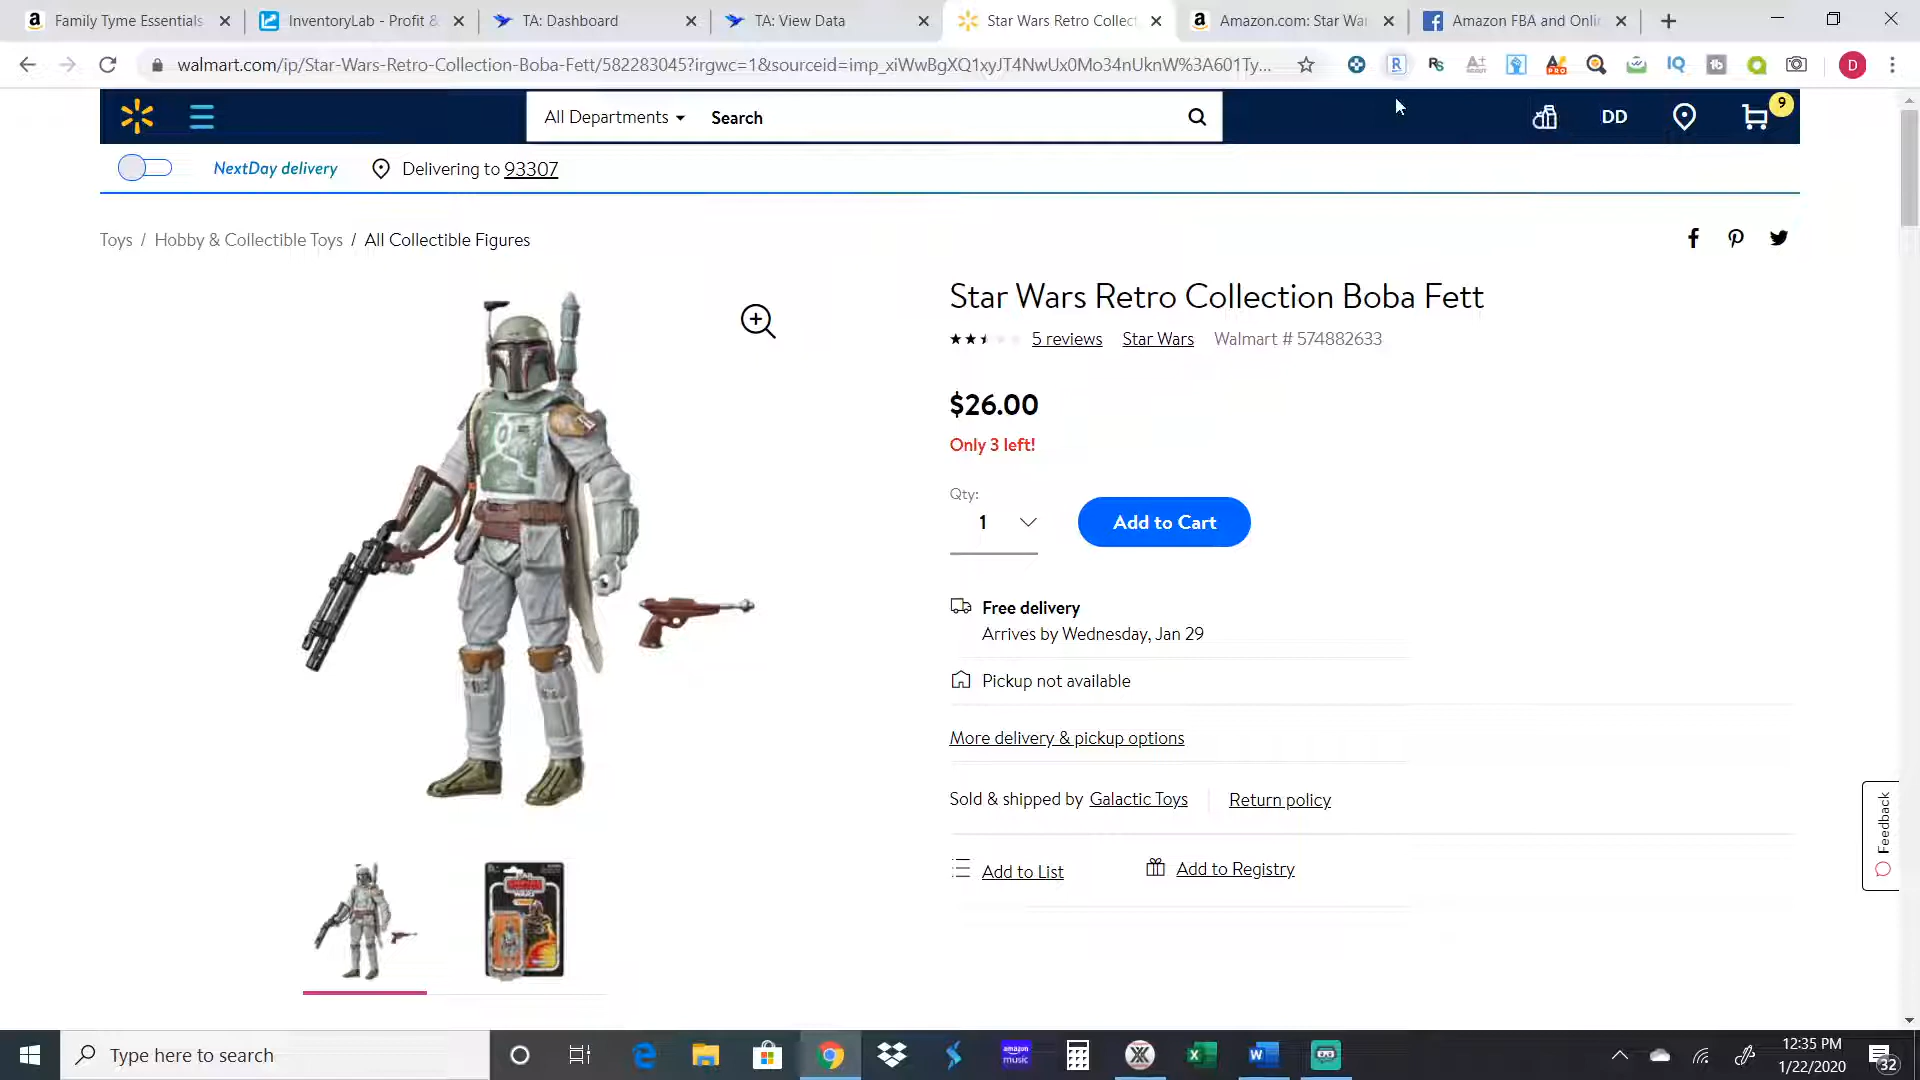 Family Tyme Essentials
InventoryLab - Profit &
TA: Dashboard
TA: View Data
Star Wars Retro Collect
Amazon.com: Star War
Amazon FBA and Onlin
walmart.com/ip/Star-Wars-Retro-Collection-Boba-Fett/582283045?irgwc=1&sourceid=imp_xiWwBgXQ1xyJT4NwUx0Mo34nUknW%3A601Ty...
All Departments
Search
DD
9
NextDay delivery
Delivering to 93307
Toys / Hobby & Collectible Toys / All Collectible Figures
Star Wars Retro Collection Boba Fett
5 reviews
Star Wars
Walmart # 574882633
$26.00
Only 3 left!
Qty:
1
Add to Cart
Free delivery
Arrives by Wednesday, Jan 29
Pickup not available
More delivery & pickup options
Sold & shipped by Galactic Toys
Return policy
Add to List
Add to Registry
Feedback
Type here to search
amazon music
12:35 PM
1/22/2020
32